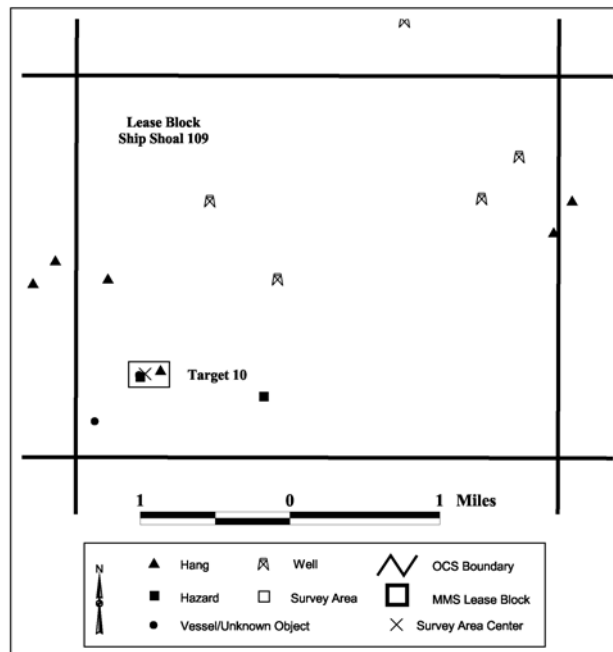 Lease Block
Ship Shoal 109
Target 10
1 0 1 Miles
N
Hang Well OCS Boundary
Hazard Survey Area MMS Lease Block
Vessel/Unknown Object Survey Area Center